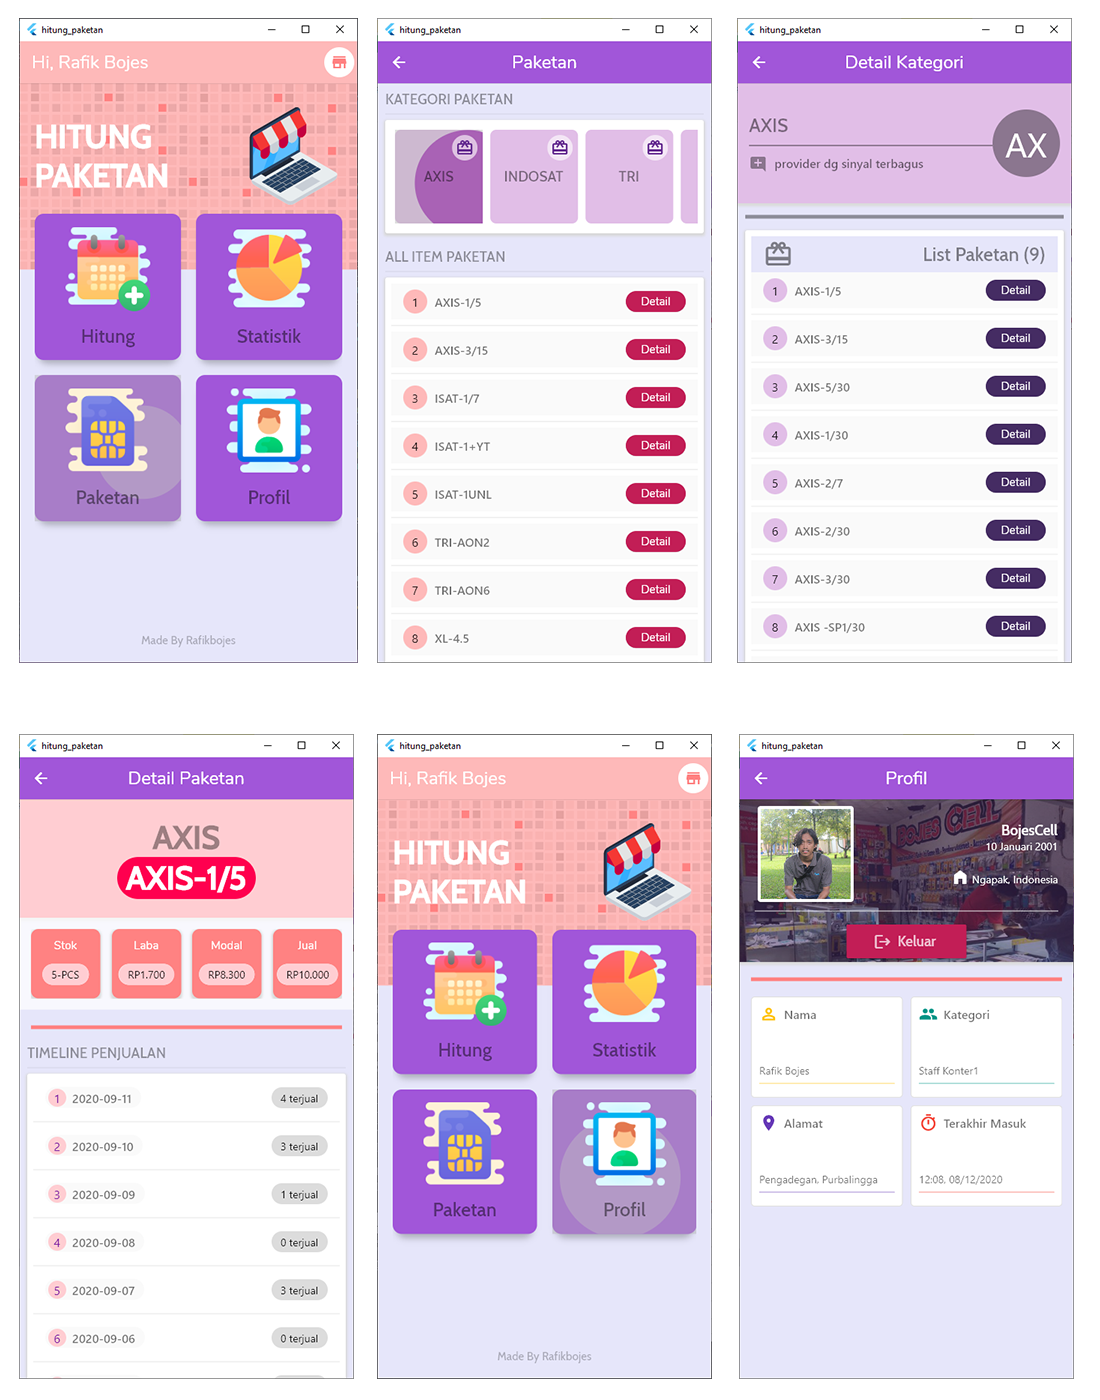 hitung_paketan
Hi, Rafik Bojes
HITUNG
PAKETAN
Hitung
Statistik
Paketan
Profil
Made By Rafikbojes
hitung_paketan
Paketan
KATEGORI PAKETAN
AXIS
INDOSAT
TRI
ALL ITEM PAKETAN
1 AXIS-1/5 Detail
2 AXIS-3/15 Detail
3 ISAT-1/7 Detail
4 ISAT-1+YT Detail
5 ISAT-1UNL Detail
6 TRI-AON2 Detail
7 TRI-AON6 Detail
8 XL-4.5 Detail
hitung_paketan
Detail Kategori
AXIS
AX
provider dg sinyal terbagus
List Paketan (9)
1 AXIS-1/5 Detail
2 AXIS-3/15 Detail
3 AXIS-5/30 Detail
4 AXIS-1/30 Detail
5 AXIS-2/7 Detail
6 AXIS-2/30 Detail
7 AXIS-3/30 Detail
8 AXIS -SP1/30 Detail
hitung_paketan
Detail Paketan
AXIS
AXIS-1/5
Stok Laba Modal Jual
5-PCS RP1.700 RP8.300 RP10.000
TIMELINE PENJUALAN
1 2020-09-11 4 terjual
2 2020-09-10 3 terjual
3 2020-09-09 1 terjual
4 2020-09-08 0 terjual
5 2020-09-07 3 terjual
6 2020-09-06 0 terjual
hitung_paketan
Hi, Rafik Bojes
HITUNG
PAKETAN
Hitung
Statistik
Paketan
Profil
Made By Rafikbojes
hitung_paketan
Profil
BOJES CELL
BojesCell
10 Januari 2001
Ngapak, Indonesia
Keluar
Nama
Rafik Bojes
Kategori
Staff Konter1
Alamat
Pengadegan, Purbalingga
Terakhir Masuk
12:08, 08/12/2020